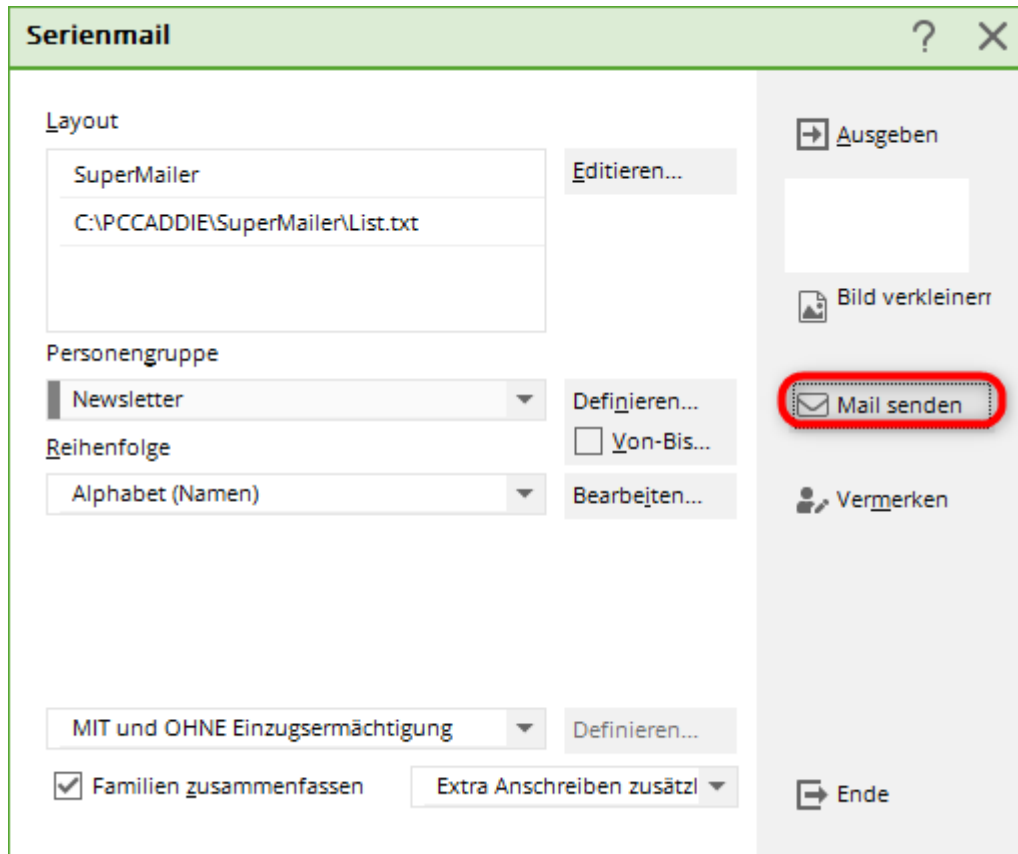 Serienmail
Layout
SuperMailer
C:\PCCADDIE\SuperMailer\List.txt
Editieren...
Personengruppe
Newsletter
Definieren...
Von-Bis...
Reihenfolge
Alphabet (Namen)
Bearbeiten...
MIT und OHNE Einzugsermächtigung
Definieren...
Familien zusammenfassen
Extra Anschreiben zusätzl
Ausgeben
Bild verkleinerr
Mail senden
Vermerken
Ende